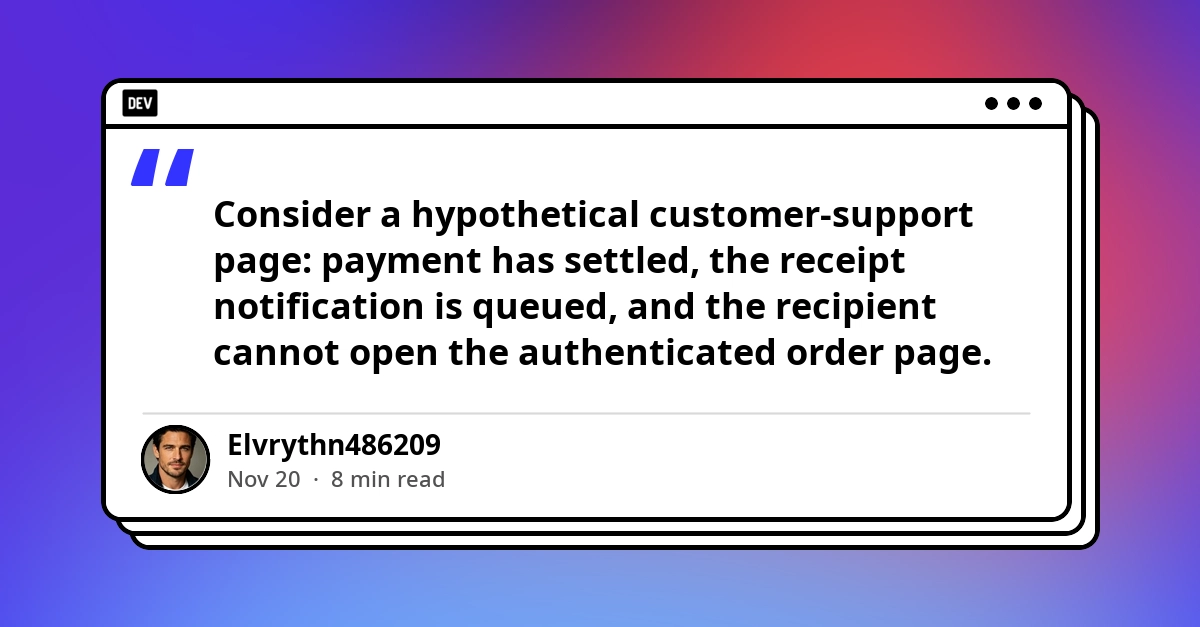 DEV
Consider a hypothetical customer-support
page: payment has settled, the receipt
notification is queued, and the recipient
cannot open the authenticated order page.
Elvrythn486209
Nov 20 · 8 min read